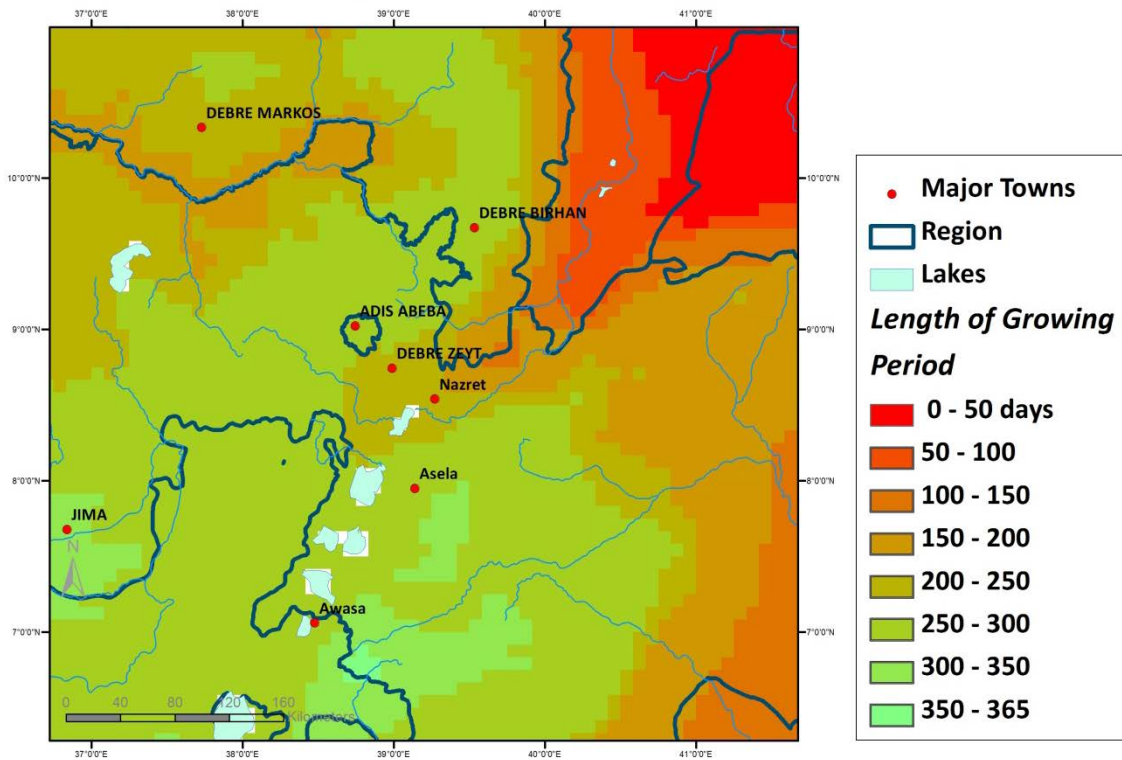 37°0'0"E 38°0'0"E 39°0'0"E 40°0'0"E 41°0'0"E
DEBRE MARKOS
10°0'0"N 10°0'0"N
DEBRE BIRHAN
ADIS ABEBA
9°0'0"N 9°0'0"N
DEBRE ZEYT
Nazret
8°0'0"N 8°0'0"N
Asela
JIMA
N
Awasa
7°0'0"N 7°0'0"N
0 40 80 120 160
Kilometers
37°0'0"E 38°0'0"E 39°0'0"E 40°0'0"E 41°0'0"E
Major Towns
Region
Lakes
Length of Growing
Period
0 - 50 days
50 - 100
100 - 150
150 - 200
200 - 250
250 - 300
300 - 350
350 - 365